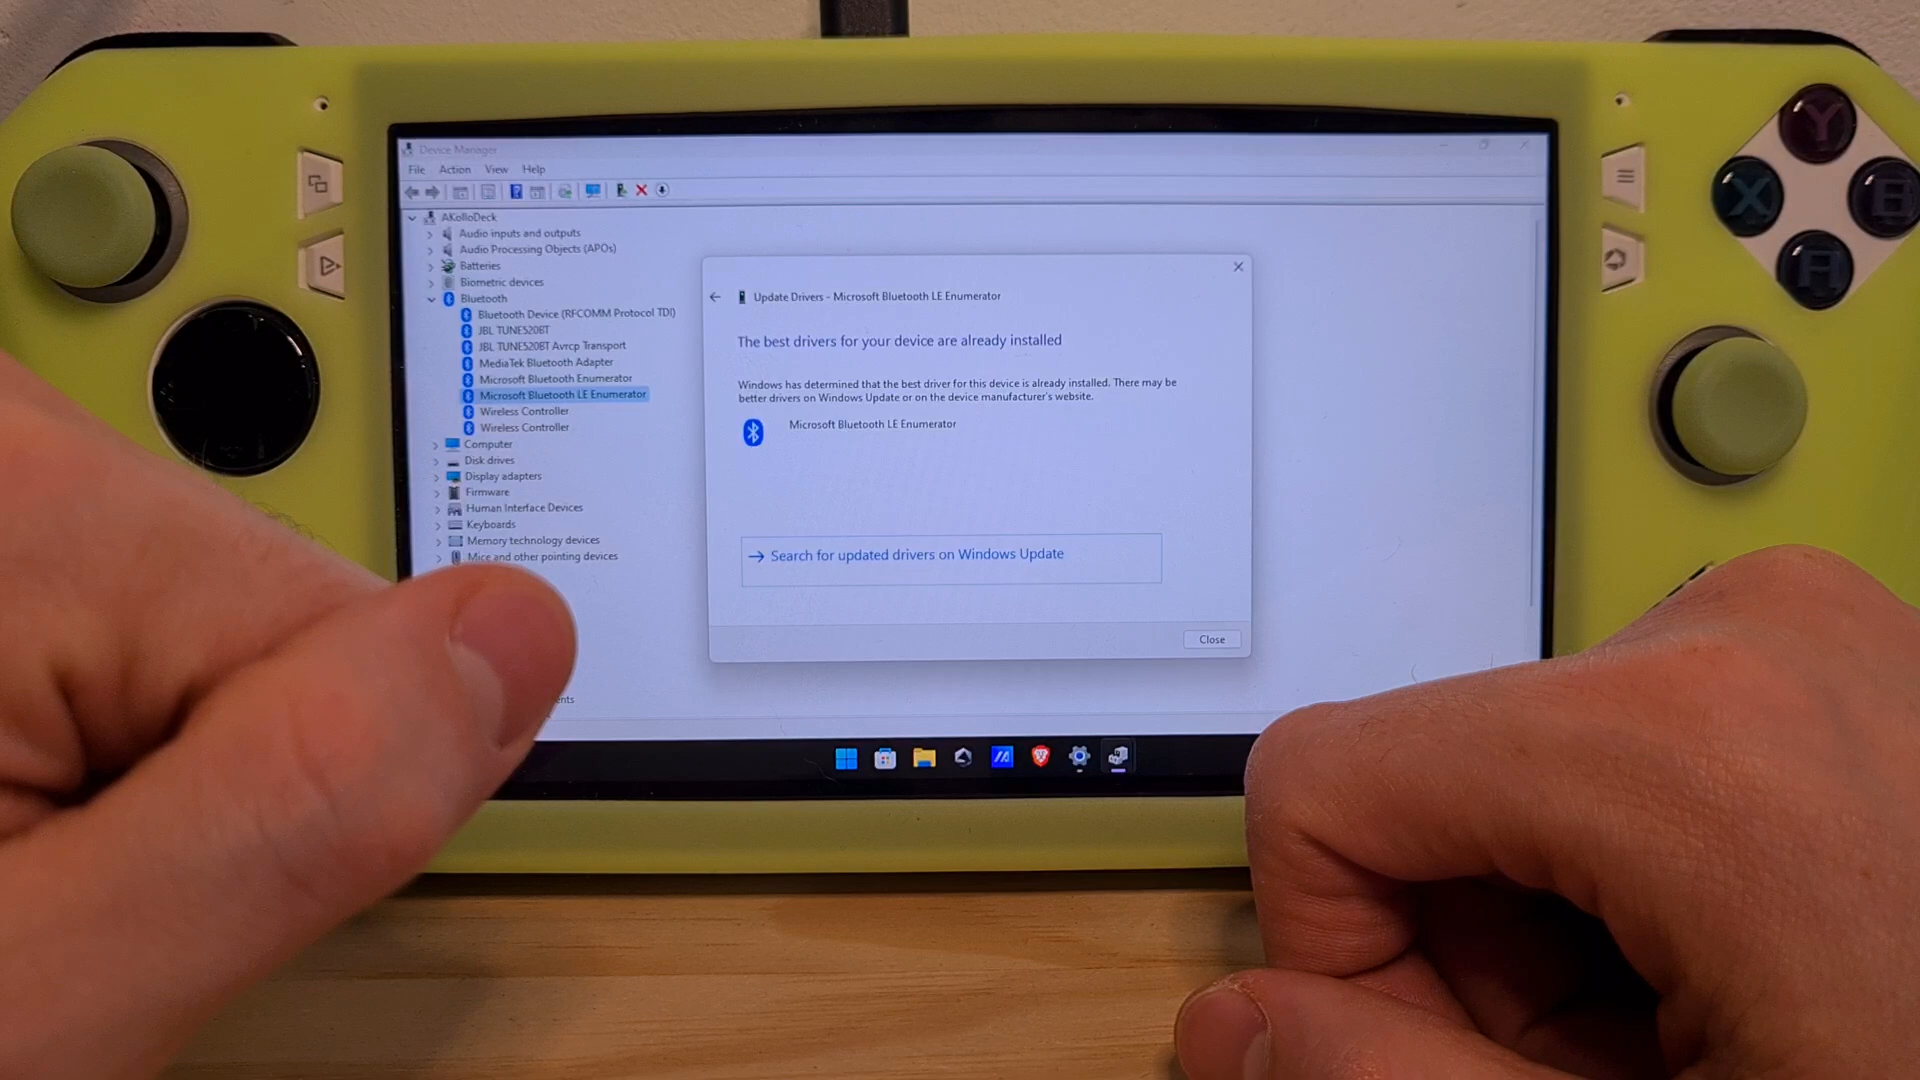 Device Manager
File Action View Help
AKolloDeck
Audio inputs and outputs
Audio Processing Objects (APOs)
Batteries
Biometric devices
Bluetooth
Bluetooth Device (RFCOMM Protocol TDI)
JBL TUNE520BT
JBL TUNE520BT Avrcp Transport
MediaTek Bluetooth Adapter
Microsoft Bluetooth Enumerator
Microsoft Bluetooth LE Enumerator
Wireless Controller
Wireless Controller
Computer
Disk drives
Display adapters
Firmware
Human Interface Devices
Keyboards
Memory technology devices
Mice and other pointing devices
ents
Update Drivers - Microsoft Bluetooth LE Enumerator
The best drivers for your device are already installed
Windows has determined that the best driver for this device is already installed. There may be
better drivers on Windows Update or on the device manufacturer's website.
Microsoft Bluetooth LE Enumerator
Search for updated drivers on Windows Update
Close
Y
X
B
A